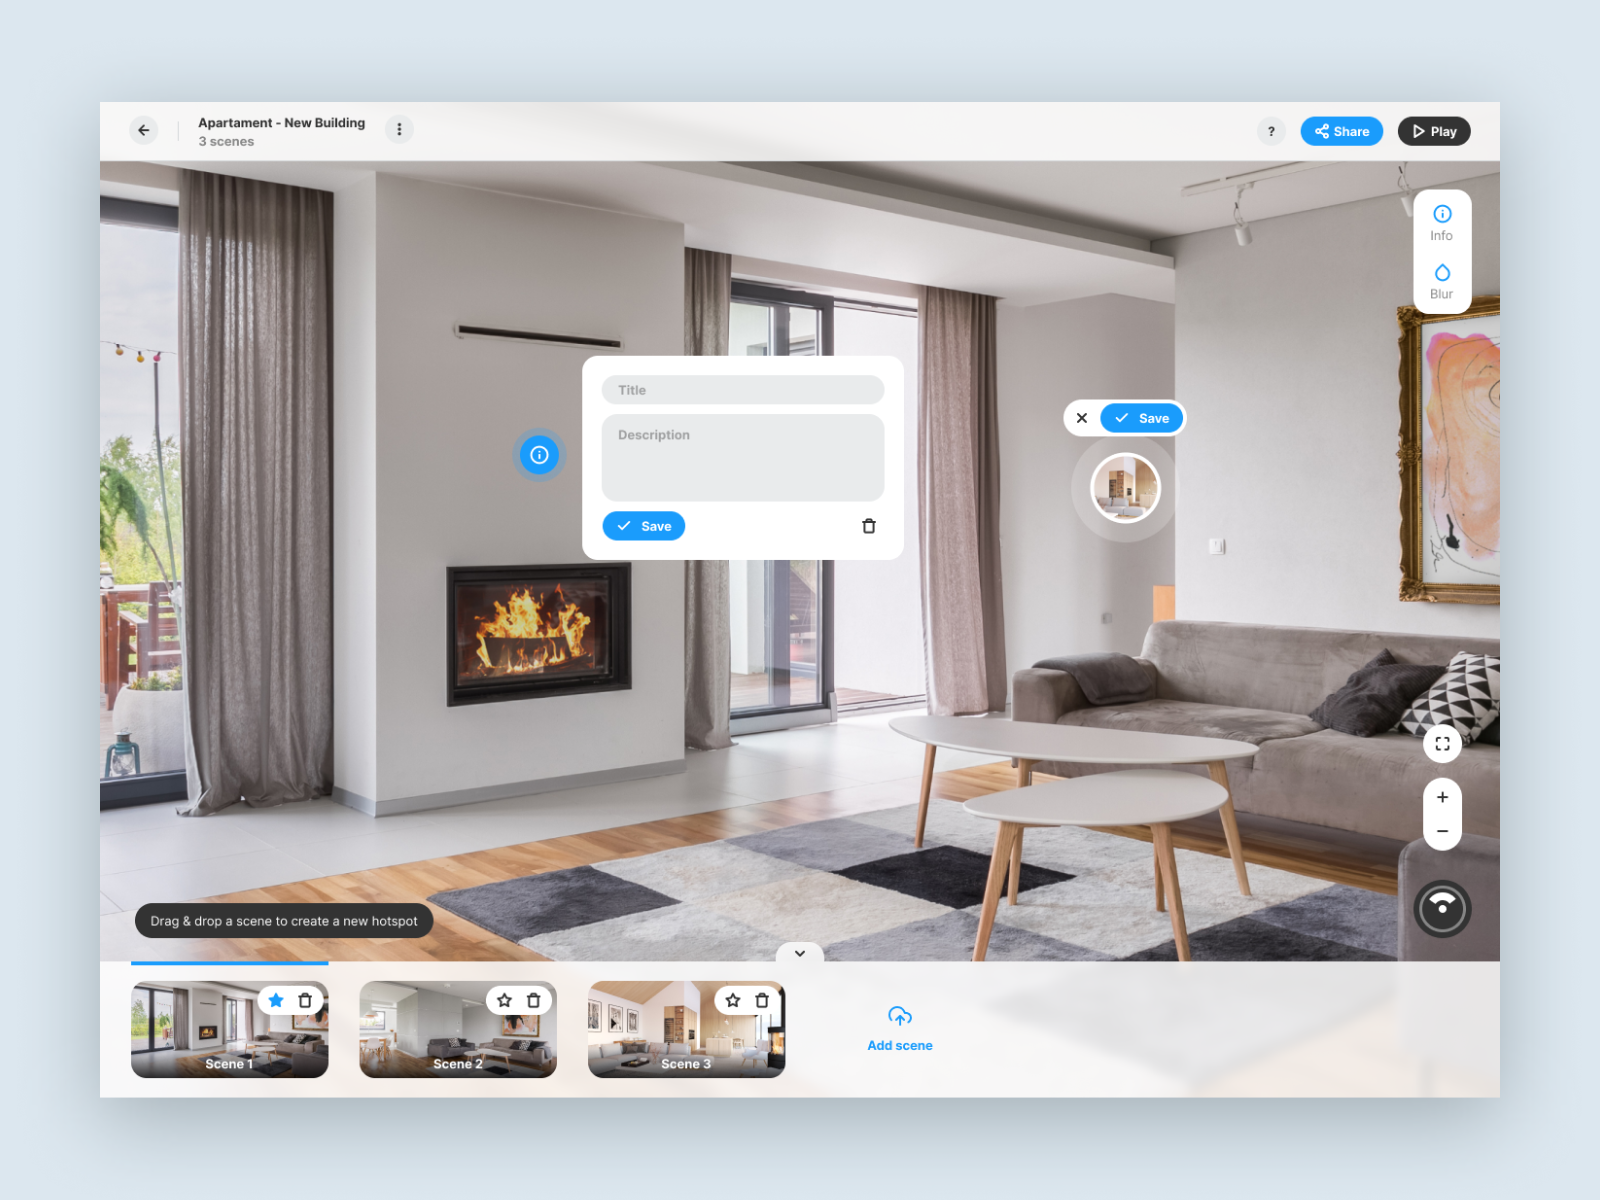 Apartament - New Building
3 scenes
?
Share
Play
Info
Blur
Title
Description
Save
Save
Drag & drop a scene to create a new hotspot
Scene 1
Scene 2
Scene 3
Add scene